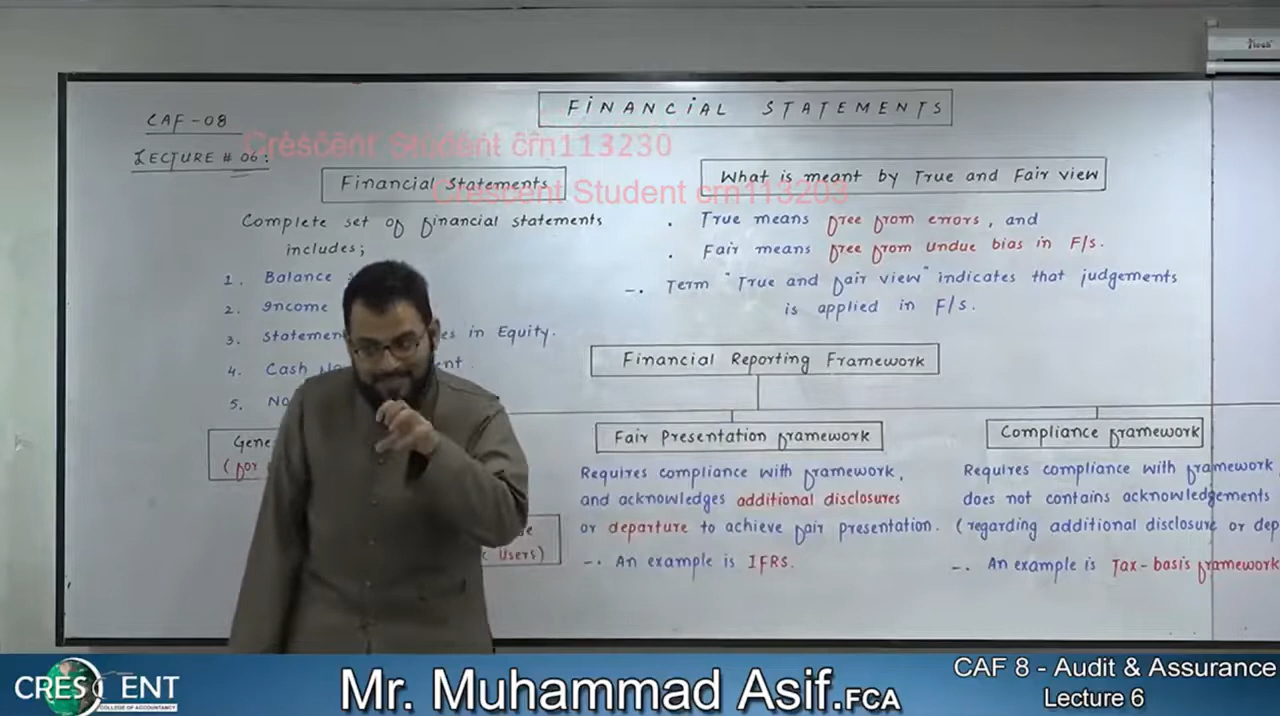 FINANCIAL STATEMENTS
CAF-08
LECTURE # 06:
Crescent Student crn113230
Crescent Student crn113203
Financial Statements
Complete set of financial statements
includes;
1. Balance
2. Income
3. in Equity.
4. Cash
5.
(for
Users)
What is meant by True and Fair view
. True means free from errors, and
. Fair means free from undue bias in F/s.
-. Term "True and fair view" indicates that judgements
is applied in F/s.
Financial Reporting Framework
Fair Presentation framework
Requires compliance with framework,
and acknowledges additional disclosures
or departure to achieve fair presentation.
-. An example is IFRs.
Compliance framework
Requires compliance with framework
does not contains acknowledgements
(regarding additional disclosure or
-. An example is Tax-basis framework
CRESCENT
COLLEGE OF ACCOUNTANCY
Mr. Muhammad Asif.FCA
CAF 8 - Audit & Assurance
Lecture 6